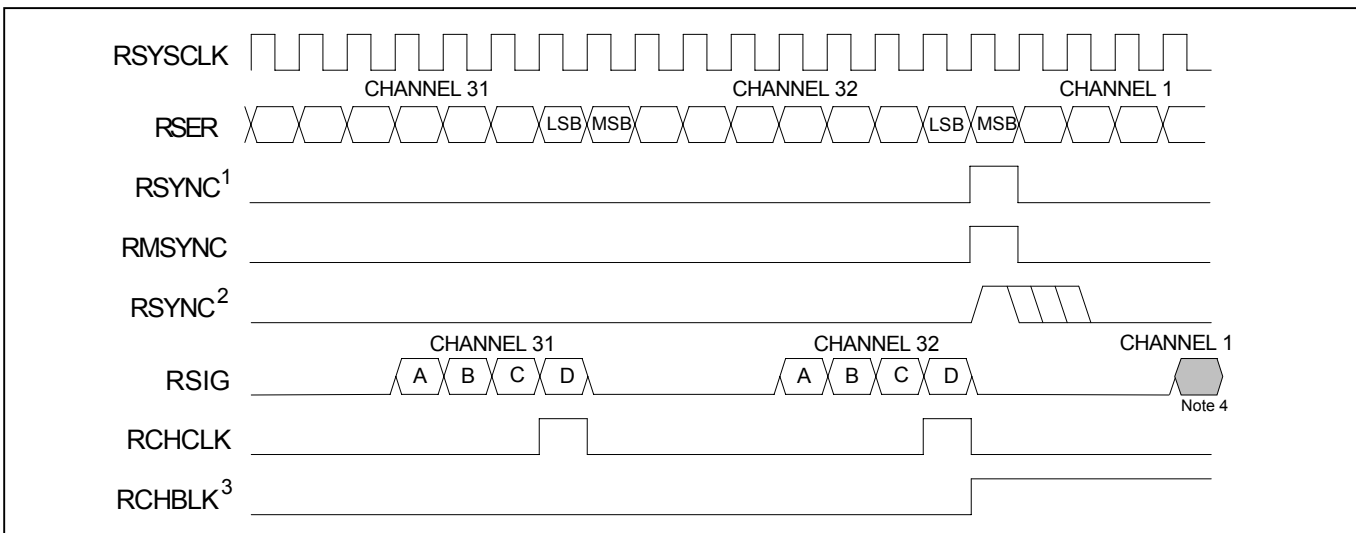 RSYSCLK
CHANNEL 31 CHANNEL 32 CHANNEL 1
RSER LSB MSB LSB MSB
RSYNC¹
RMSYNC
RSYNC²
CHANNEL 31 CHANNEL 32 CHANNEL 1
RSIG A B C D A B C D
Note 4
RCHCLK
RCHBLK³